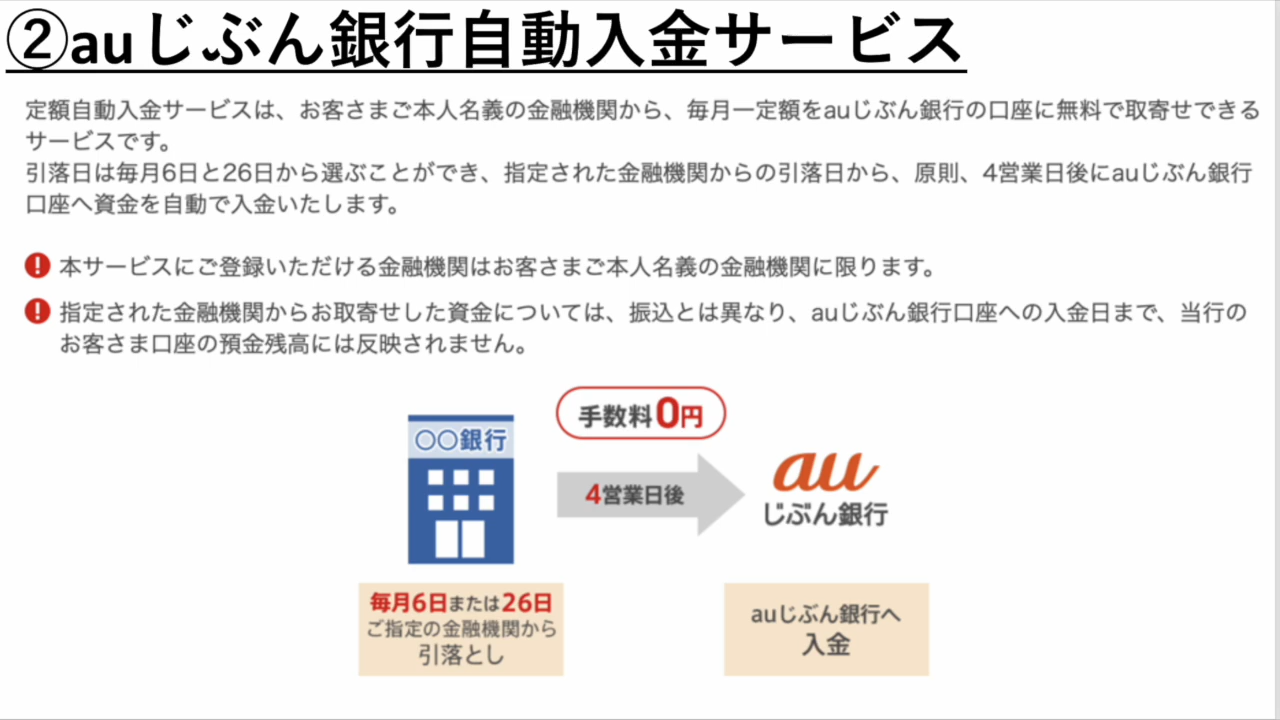 ②auじぶん銀行自動入金サービス
定額自動入金サービスは、お客さまご本人名義の金融機関から、毎月一定額をauじぶん銀行の口座に無料で取寄せできる
サービスです。
引落日は毎月6日と26日から選ぶことができ、指定された金融機関からの引落日から、原則、4営業日後にauじぶん銀行
口座へ資金を自動で入金いたします。
! 本サービスにご登録いただける金融機関はお客さまご本人名義の金融機関に限ります。
! 指定された金融機関からお取寄せした資金については、振込とは異なり、auじぶん銀行口座への入金日まで、当行の
お客さま口座の預金残高には反映されません。
手数料0円
○○銀行
4営業日後
au
じぶん銀行
毎月6日または26日
ご指定の金融機関から
引落とし
auじぶん銀行へ
入金